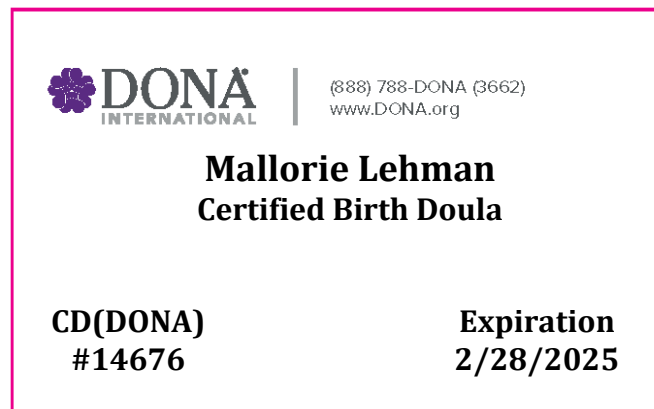 DONA
INTERNATIONAL
(888) 788-DONA (3662)
www.DONA.org
Mallorie Lehman
Certified Birth Doula
CD(DONA)
#14676
Expiration
2/28/2025